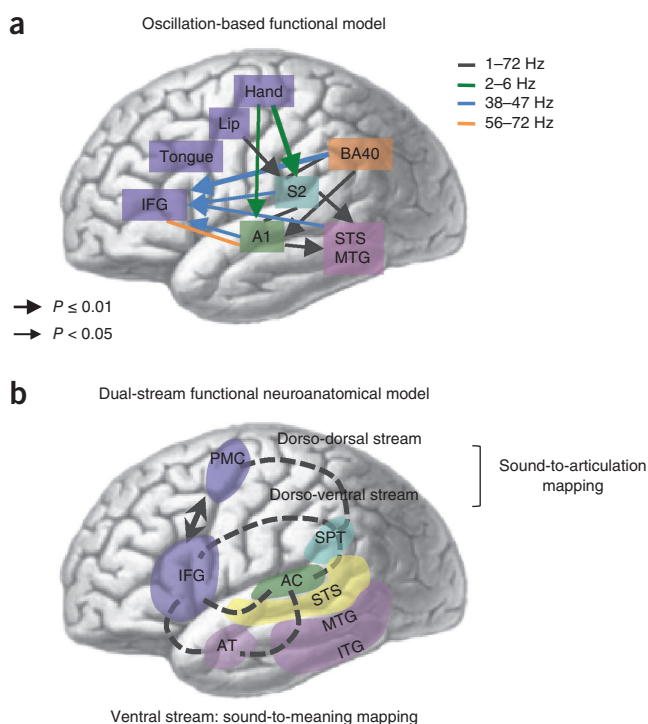 a
Oscillation-based functional model
1–72 Hz
2–6 Hz
38–47 Hz
56–72 Hz
Hand
Lip
Tongue
BA40
S2
IFG
A1
STS
MTG
P ≤ 0.01
P < 0.05
b
Dual-stream functional neuroanatomical model
PMC
Dorso-dorsal stream
Sound-to-articulation
mapping
Dorso-ventral stream
SPT
IFG
AC
STS
AT
MTG
ITG
Ventral stream: sound-to-meaning mapping